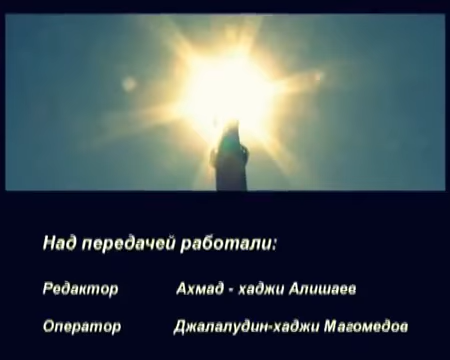 Над передачей работали:
Редактор Ахмад - хаджи Алишаев
Оператор Джалалудин-хаджи Магомедов